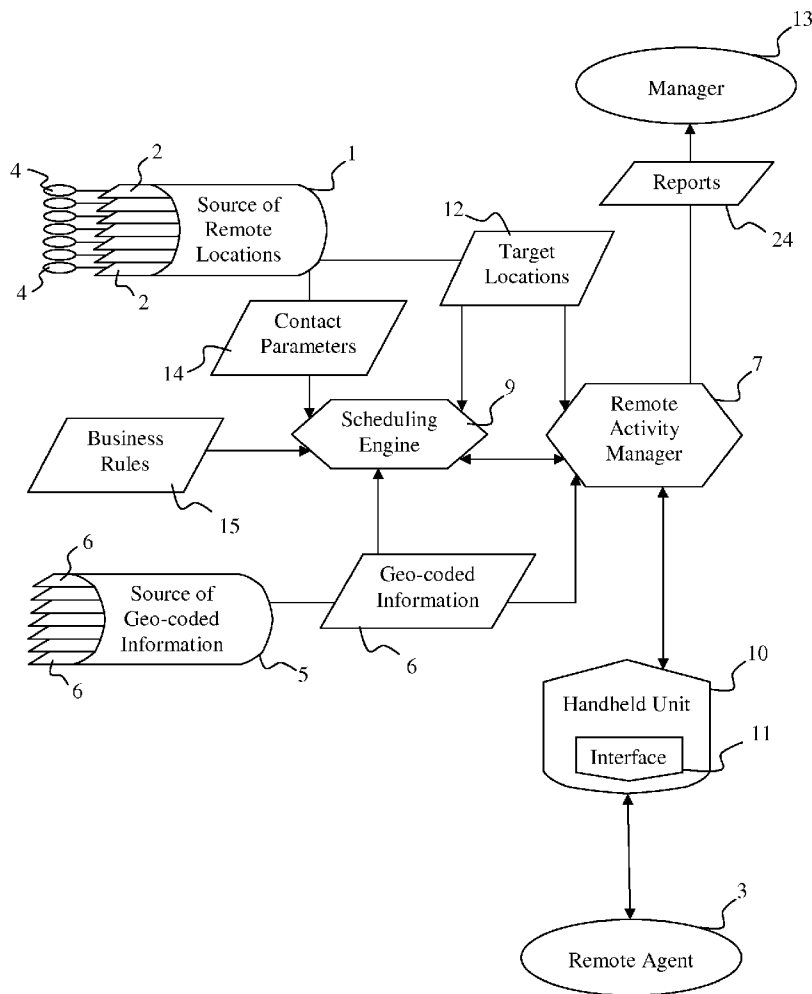 13
Manager
Reports
24
4
2
1
Source of
Remote
Locations
4
2
12
Target
Locations
Contact
Parameters
14
7
9
Scheduling
Engine
Remote
Activity
Manager
Business
Rules
15
6
Source of
Geo-coded
Information
6
5
Geo-coded
Information
6
10
Handheld Unit
11
Interface
3
Remote Agent